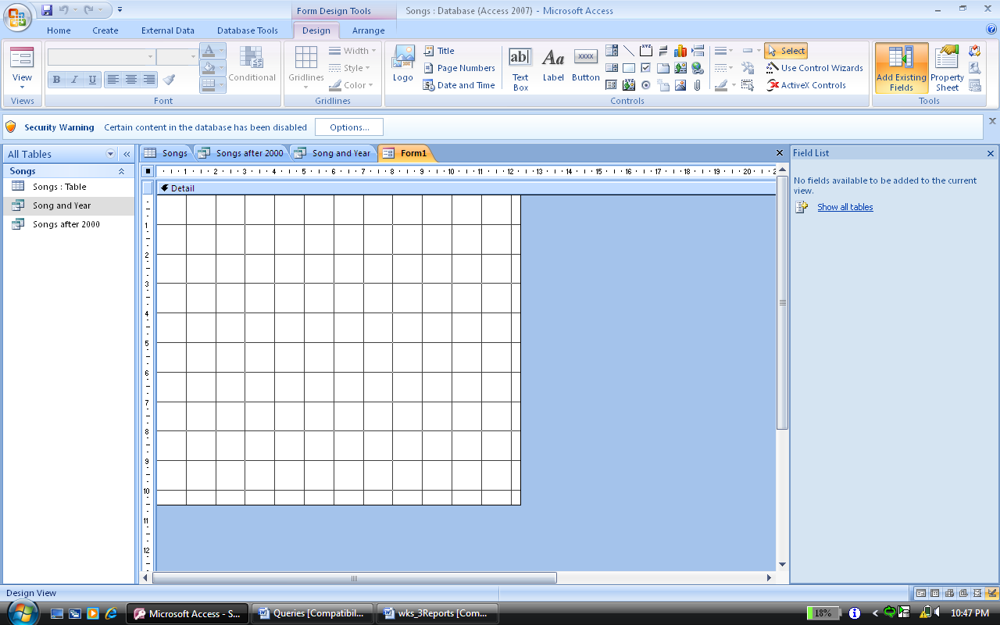 Form Design Tools
Songs : Database (Access 2007) - Microsoft Access
Home Create External Data Database Tools Design Arrange
View
Views
B I U
A
Conditional
Font
Gridlines
Width
Style
Color
Gridlines
Logo
Title
Page Numbers
Date and Time
ab|
Text Box
Aa
Label
XXXX
Button
XYZ
Select
Use Control Wizards
ActiveX Controls
Controls
Add Existing Fields
Property Sheet
Tools
Security Warning Certain content in the database has been disabled Options...
All Tables
Songs
Songs : Table
Song and Year
Songs after 2000
Songs Songs after 2000 Song and Year Form1
1 2 3 4 5 6 7 8 9 10 11 12 13 14 15 16 17 18 19 20
Detail
1
2
3
4
5
6
7
8
9
10
11
12
Field List
No fields available to be added to the current
view.
Show all tables
Design View
Microsoft Access - S...
Queries [Compatibil...
wks_3Reports [Com...
18%
10:47 PM